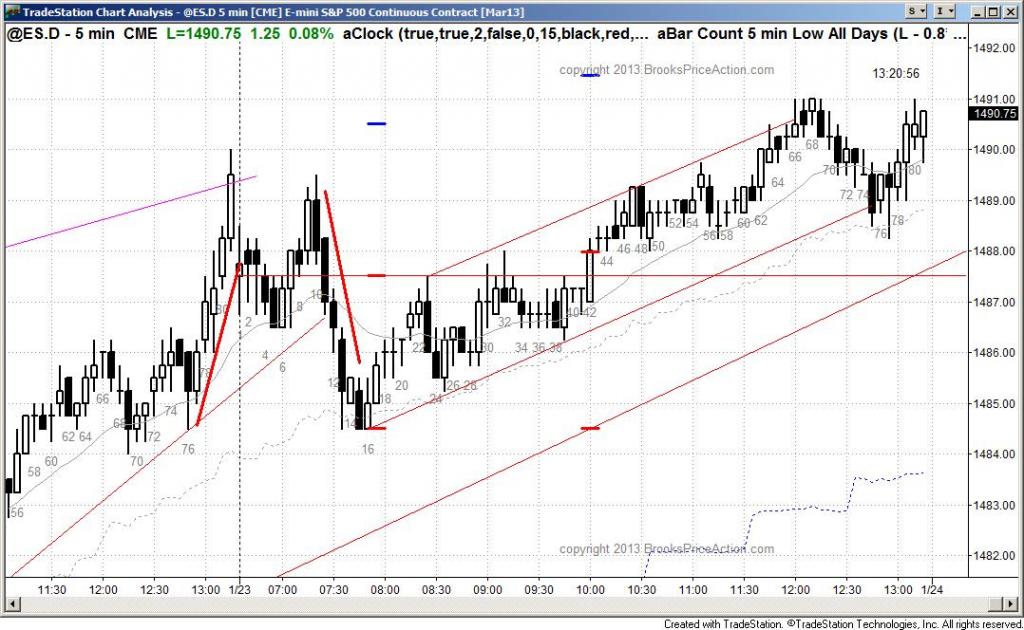 TradeStation Chart Analysis - @ES.D 5 min [CME] E-mini S&P 500 Continuous Contract [Mar13]
S I
@ES.D - 5 min CME L=1490.75 1.25 0.08% aClock (true,true,2,false,0,15,black,red,... aBar Count 5 min Low All Days (L - 0.8 ...
1492.00
copyright 2013 BrooksPriceAction.com
13:20:56
1491.00
1490.75
68
66
1490.00
70 80
64
72 74
1489.00
52 54 60 62 78
56 58 76
46 48 50
44
1488.00
10 8
80 2 32 40 42
1487.00
22 30 34 36 38
4
1486.00
6
78 12 20 26 28
66 18 24
1485.00
74 14
68
62 64 72
76 16
60 70
1484.00
58
56
1483.00
copyright 2013 BrooksPriceAction.com
1482.00
11:30 12:00 12:30 13:00 1/23 07:00 07:30 08:00 08:30 09:00 09:30 10:00 10:30 11:00 11:30 12:00 12:30 13:00 1/24
Created with TradeStation. ©TradeStation Technologies, Inc. All rights reserved.